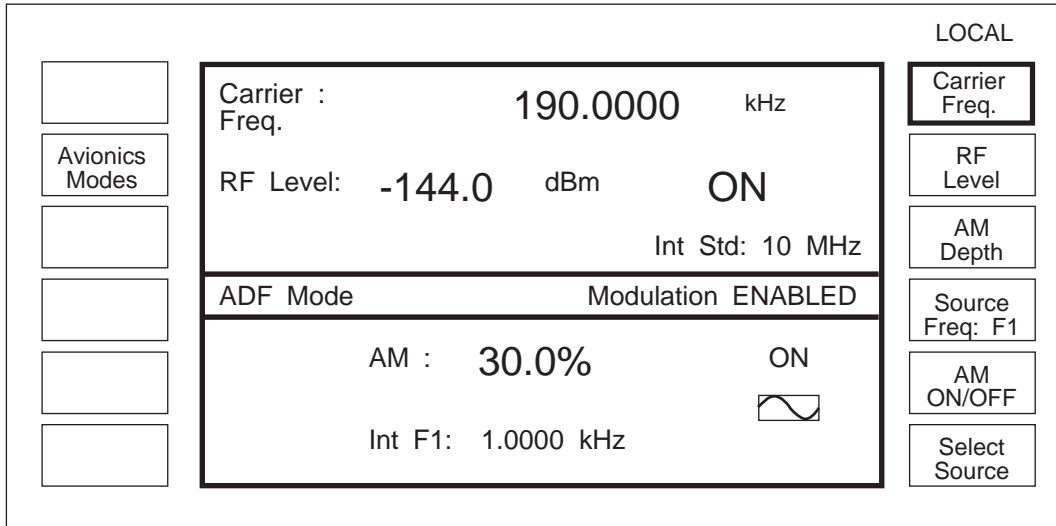 LOCAL
Avionics
Modes
Carrier :
Freq.
190.0000 kHz
RF Level: -144.0 dBm ON
Int Std: 10 MHz
ADF Mode Modulation ENABLED
AM : 30.0% ON
Int F1: 1.0000 kHz
Carrier
Freq.
RF
Level
AM
Depth
Source
Freq: F1
AM
ON/OFF
Select
Source